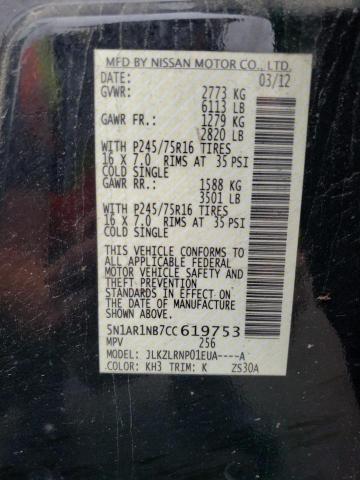 MFD BY NISSAN MOTOR CO., LTD.
DATE: 03/12
GVWR: 2773 KG
6113 LB
GAWR FR: 1279 KG
2820 LB
WITH P245/75R16 TIRES
16 X 7.0 RIMS AT 35 PSI
COLD SINGLE
GAWR RR: 1588 KG
3501 LB
WITH P245/75R16 TIRES
16 X 7.0 RIMS AT 35 PSI
COLD SINGLE
THIS VEHICLE CONFORMS TO
ALL APPLICABLE FEDERAL
MOTOR VEHICLE SAFETY
AND THEFT PREVENTION
STANDARDS IN EFFECT ON
THE DATE OF MANUFACTURE
SHOWN ABOVE.
5N1AR1NB7CC619753
MPV 256
MODEL: JLKZLRNP01EUA----A
COLOR: KH3 TRIM: K ZS30A